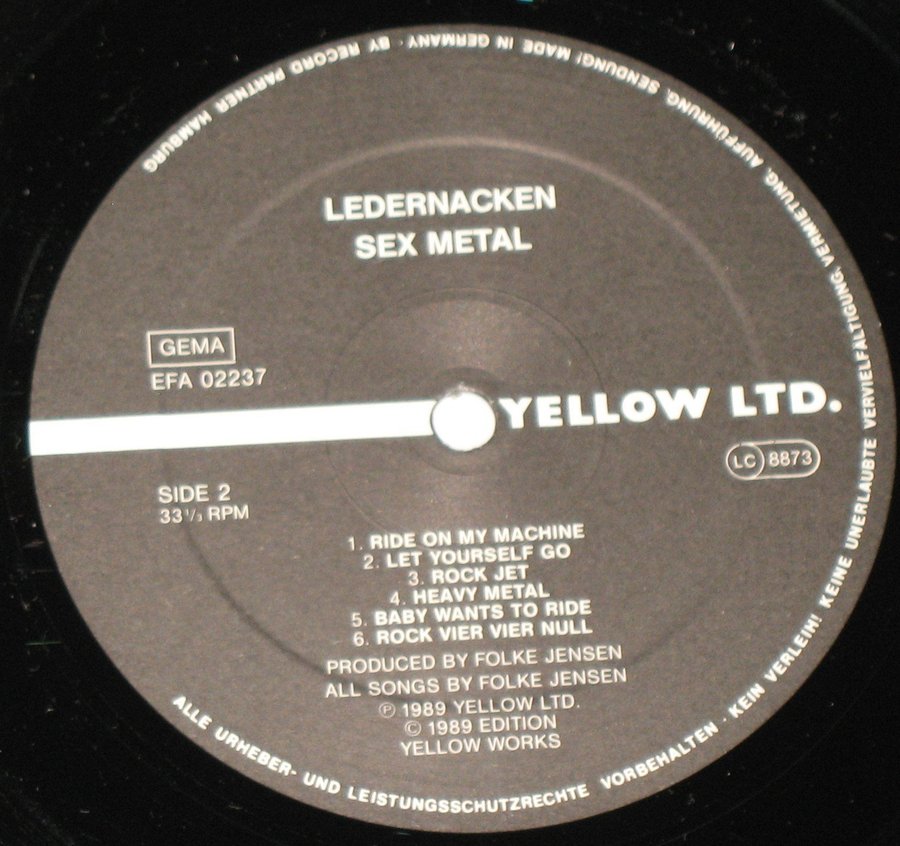 LEDERNACKEN
SEX METAL
GEMA
EFA 02237
YELLOW LTD.
LC 8873
SIDE 2
33 1/3 RPM
1. RIDE ON MY MACHINE
2. LET YOURSELF GO
3. ROCK JET
4. HEAVY METAL
5. BABY WANTS TO RIDE
6. ROCK VIER VIER NULL
PRODUCED BY FOLKE JENSEN
ALL SONGS BY FOLKE JENSEN
Ⓟ 1989 YELLOW LTD.
© 1989 EDITION
YELLOW WORKS
ALLE URHEBER- UND LEISTUNGSSCHUTZRECHTE VORBEHALTEN · KEIN VERLEIH! KEINE UNERLAUBTE VERVIELFÄLTIGUNG, VERMIETUNG, AUFFÜHRUNG, SENDUNG! MADE IN GERMANY · BY RECORD PARTNER HAMBURG